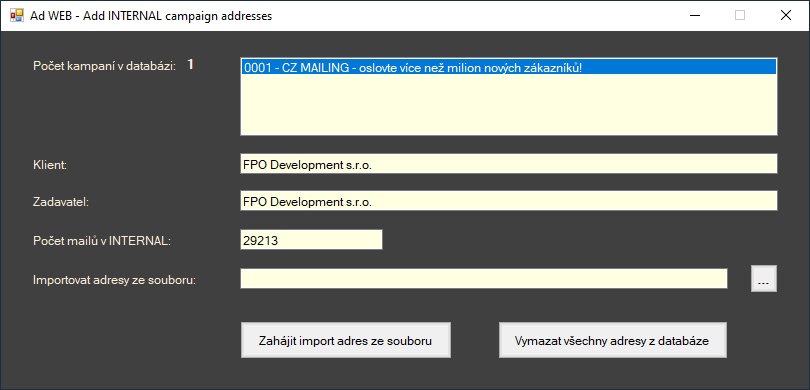 Ad WEB - Add INTERNAL campaign addresses
Počet kampaní v databázi: 1
0001 - CZ MAILING - oslovte více než milion nových zákazníků!
Klient: FPO Development s.r.o.
Zadavatel: FPO Development s.r.o.
Počet mailů v INTERNAL: 29213
Importovat adresy ze souboru: ...
Zahájit import adres ze souboru Vymazat všechny adresy z databáze